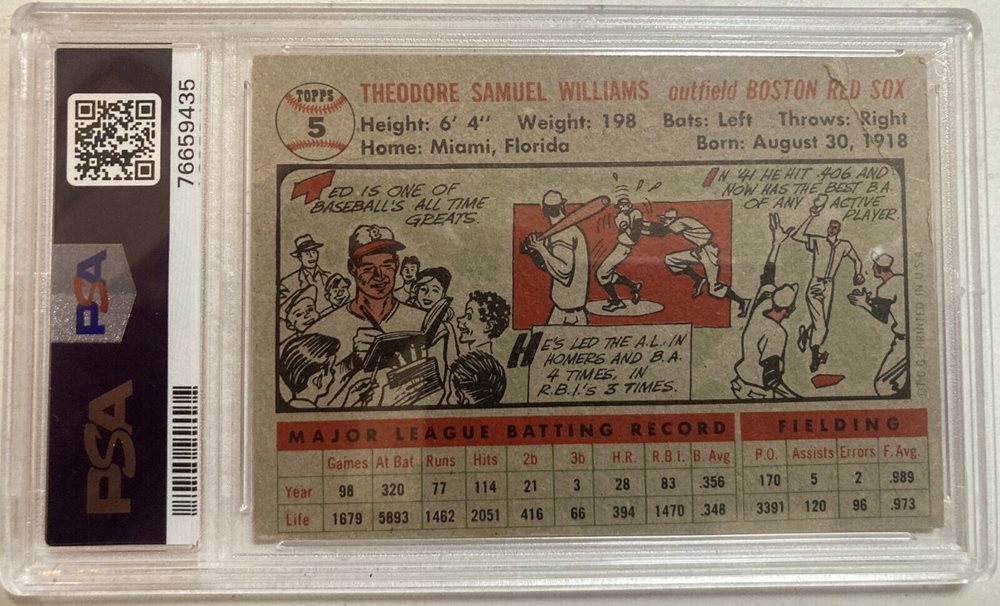 76659435
PSA
PSA
TOPPS
5
THEODORE SAMUEL WILLIAMS outfield BOSTON RED SOX
Height: 6' 4" Weight: 198 Bats: Left Throws: Right
Home: Miami, Florida Born: August 30, 1918
TED IS ONE OF
BASEBALL'S ALL TIME
GREATS.
HE'S LED THE A.L. IN
HOMERS AND B.A.
4 TIMES, IN
R.B.I.'S 3 TIMES.
IN '41 HE HIT .406 AND
NOW HAS THE BEST B.A.
OF ANY ACTIVE
PLAYER.
©T.C.G. PRINTED IN U.S.A.
MAJOR LEAGUE BATTING RECORD FIELDING
Games At Bat Runs Hits 2b 3b H.R. R.B.I. B. Avg P.O. Assists Errors F. Avg.
Year 98 320 77 114 21 3 28 83 .356 170 5 2 .989
Life 1679 5893 1462 2051 416 66 394 1470 .348 3391 120 96 .973